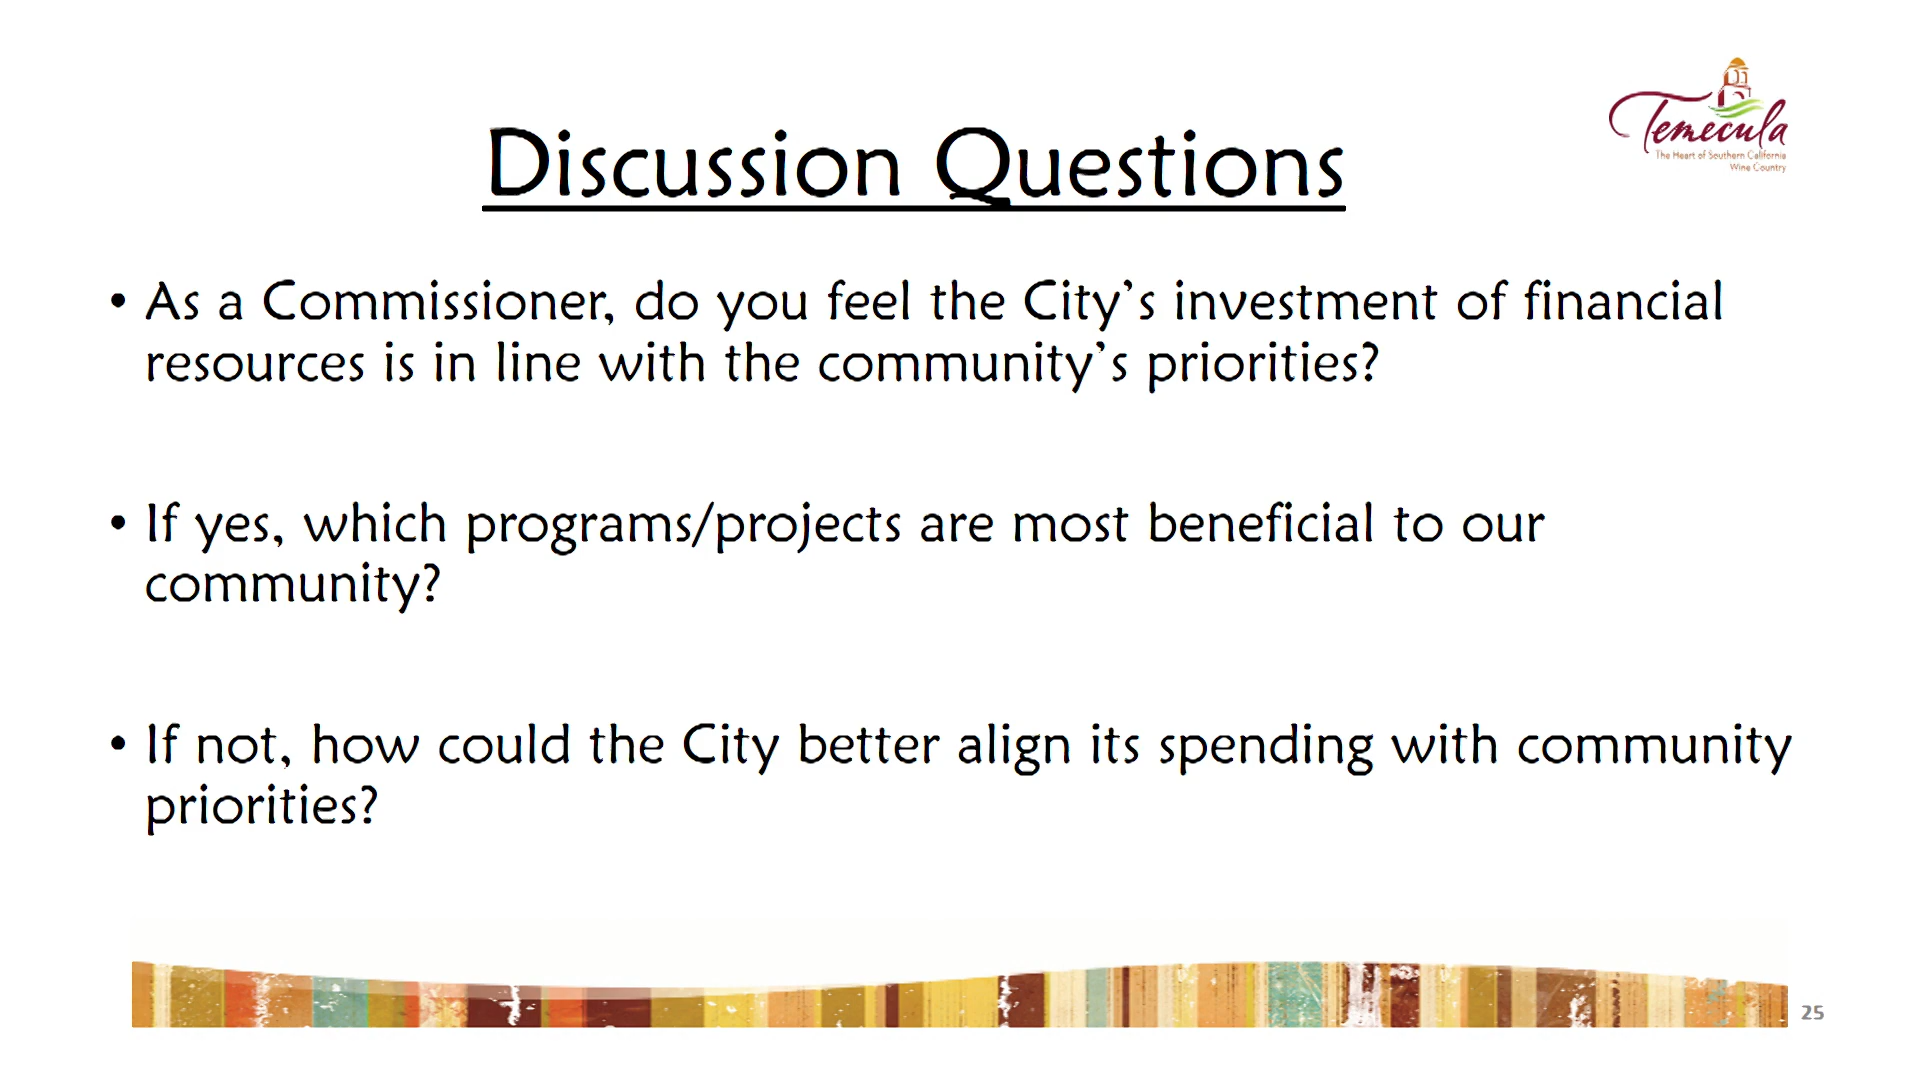 Temecula
The Heart of Southern California
Wine Country
Discussion Questions
• As a Commissioner, do you feel the City’s investment of financial
resources is in line with the community’s priorities?
• If yes, which programs/projects are most beneficial to our
community?
• If not, how could the City better align its spending with community
priorities?
25